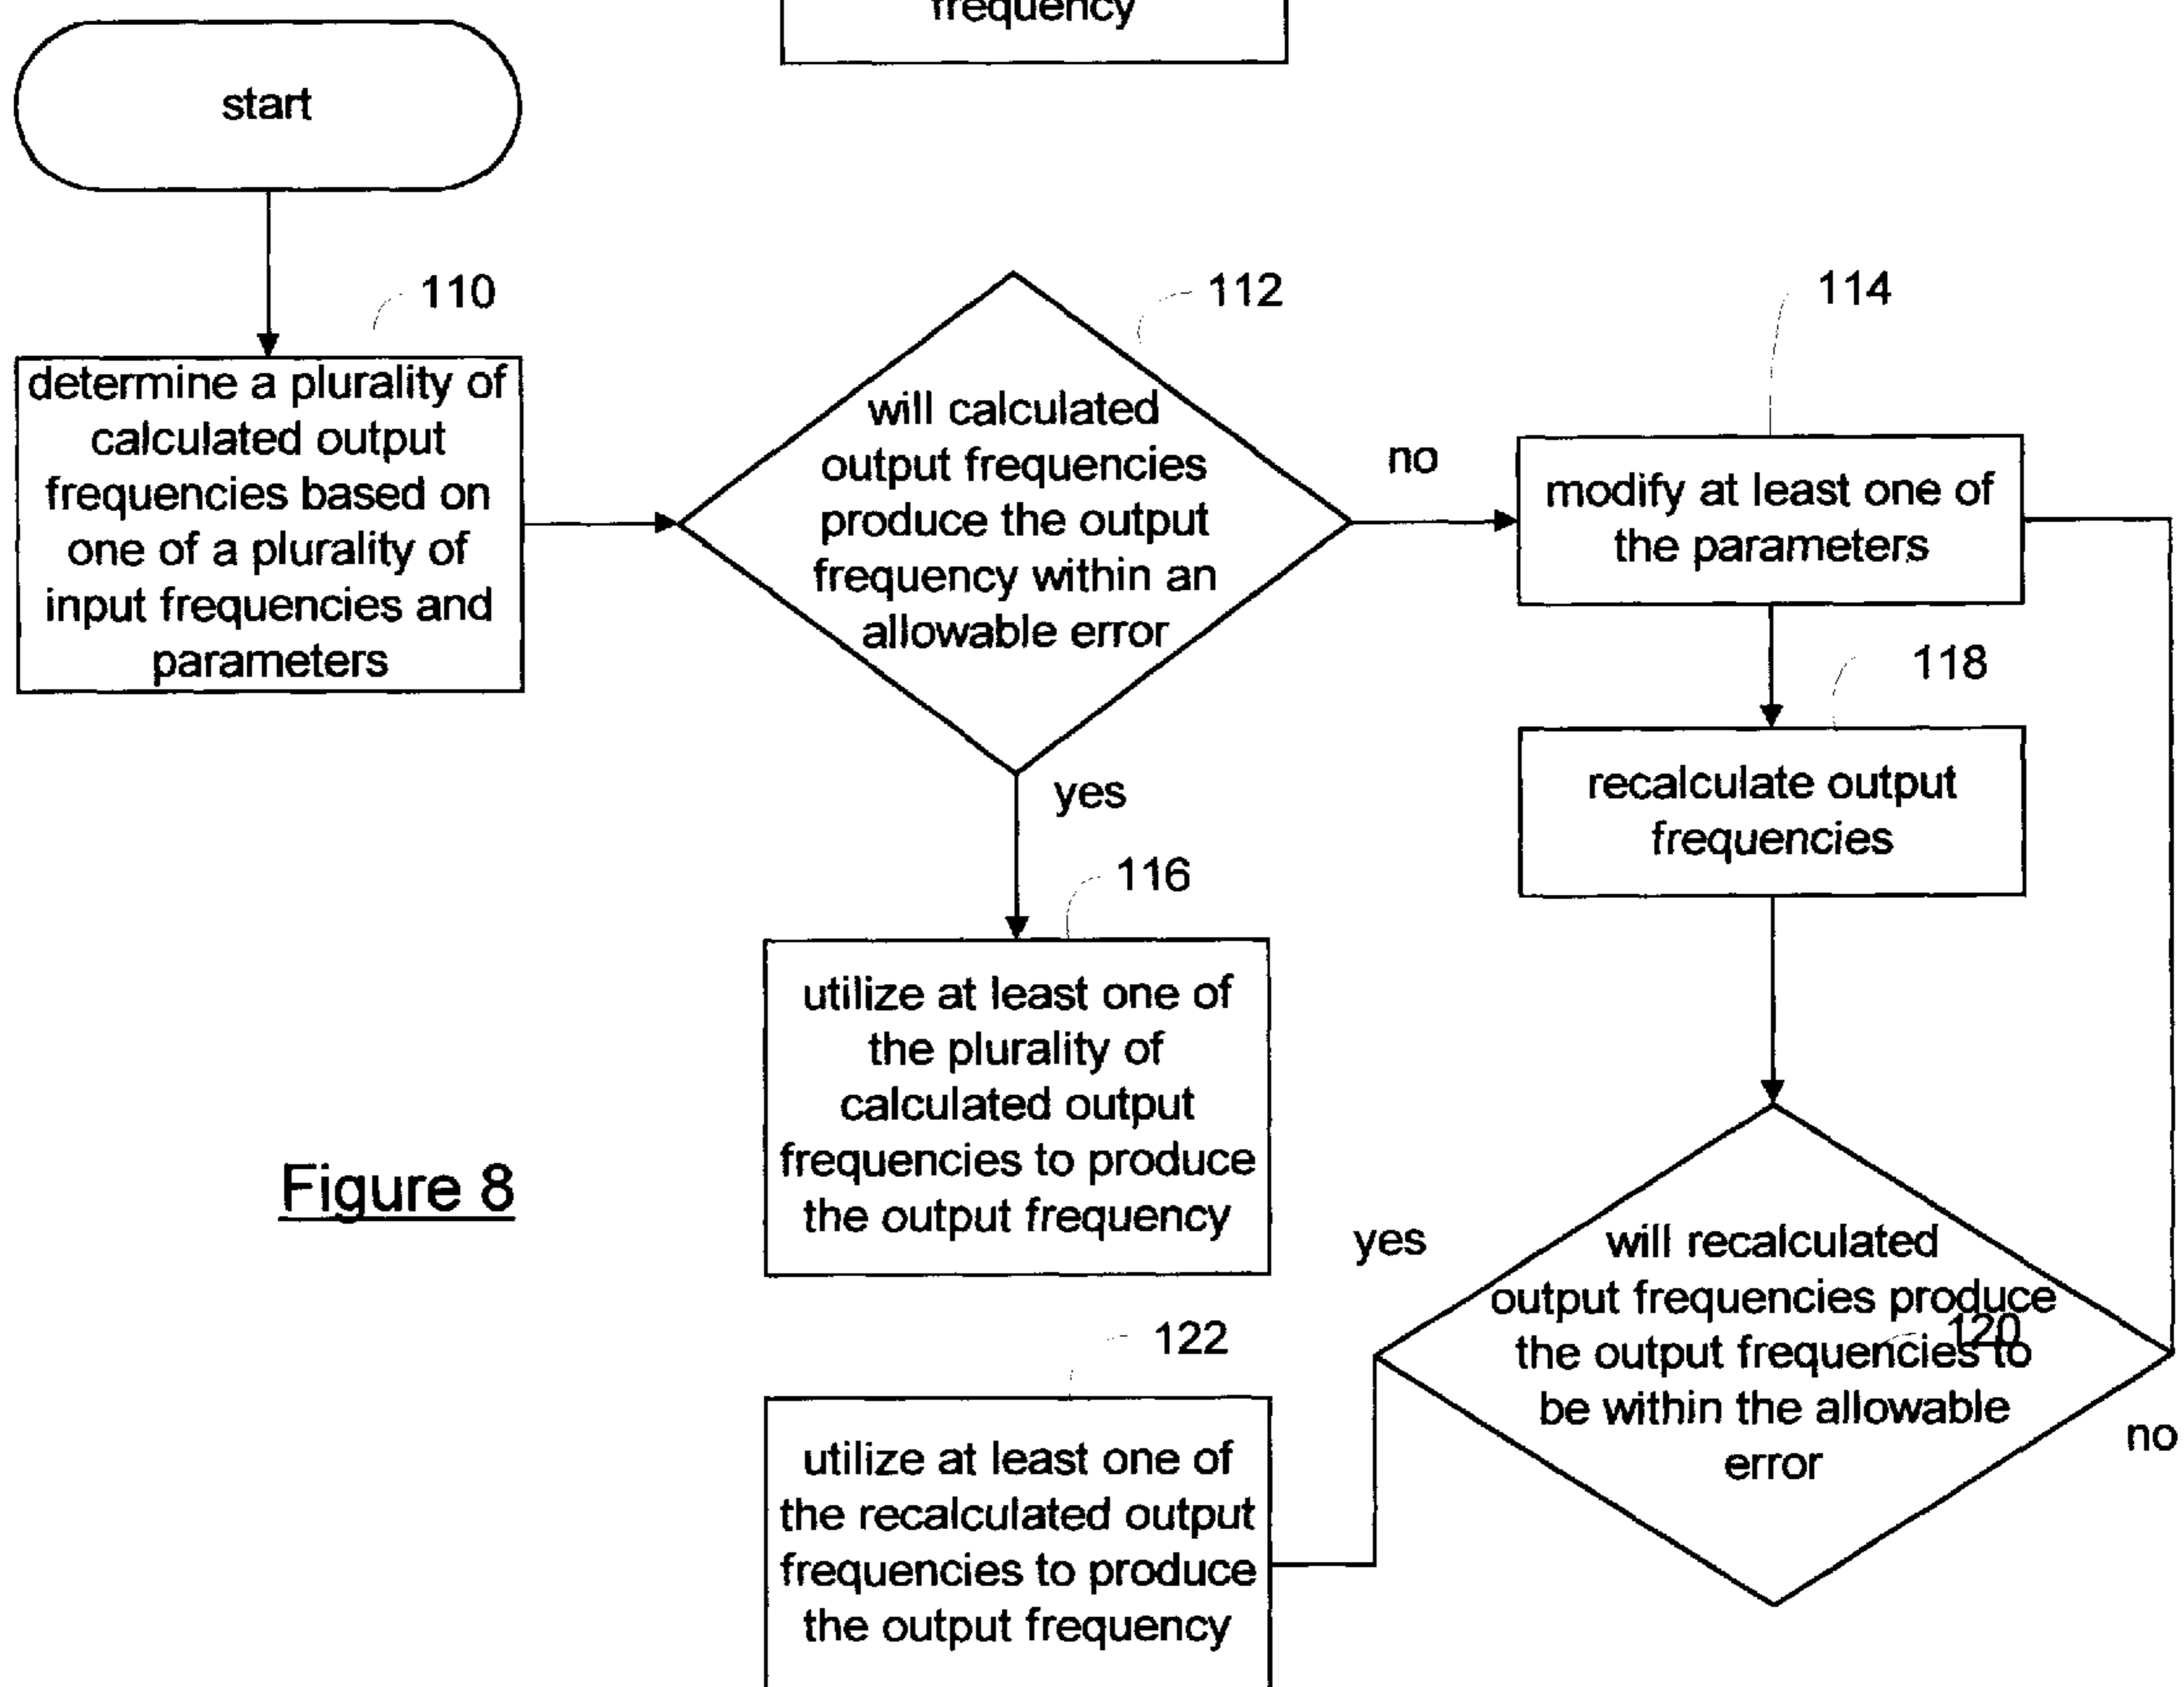 frequency
start
110
determine a plurality of
calculated output
frequencies based on
one of a plurality of
input frequencies and
parameters
112
will calculated
output frequencies
produce the output
frequency within an
allowable error
no
114
modify at least one of
the parameters
118
recalculate output
frequencies
yes
116
utilize at least one of
the plurality of
calculated output
frequencies to produce
the output frequency
Figure 8
yes
will recalculated
output frequencies produce
120
the output frequencies to
be within the allowable
error
no
122
utilize at least one of
the recalculated output
frequencies to produce
the output frequency